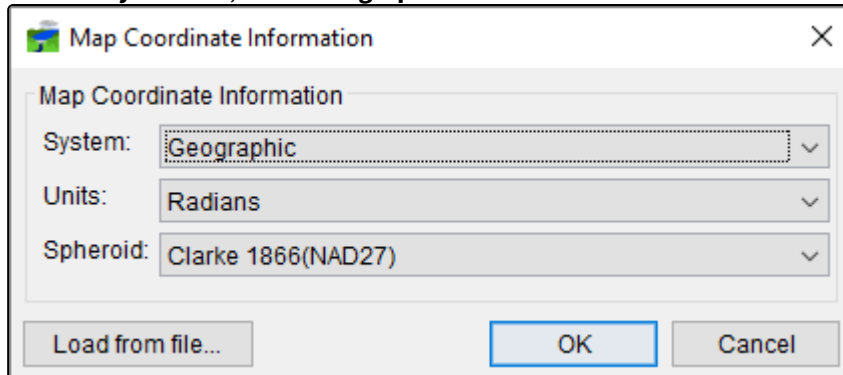 Map Coordinate Information
Map Coordinate Information
System: Geographic
Units: Radians
Spheroid: Clarke 1866(NAD27)
Load from file... OK Cancel